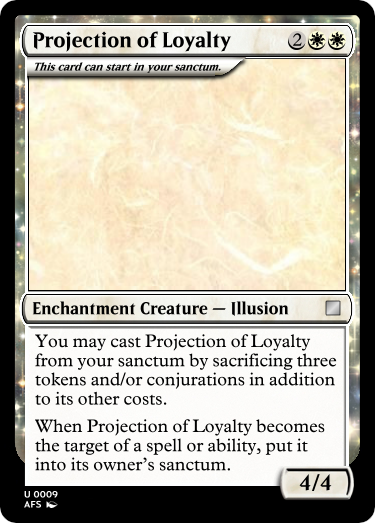 Projection of Loyalty 2
This card can start in your sanctum.
Enchantment Creature — Illusion
You may cast Projection of Loyalty
from your sanctum by sacrificing three
tokens and/or conjurations in addition
to its other costs.
When Projection of Loyalty becomes
the target of a spell or ability, put it
into its owner's sanctum.
4/4
U 0009
AFS